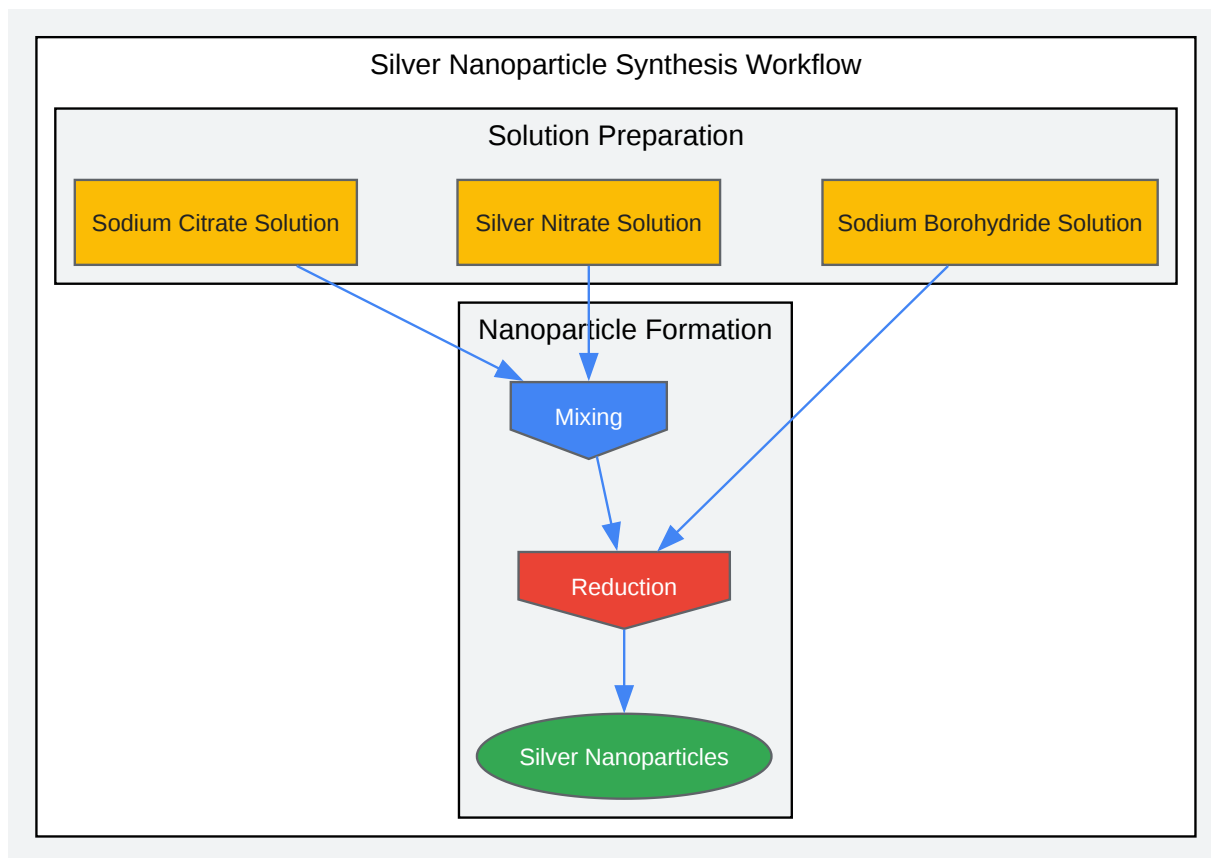 Silver Nanoparticle Synthesis Workflow
Solution Preparation
Sodium Citrate Solution
Silver Nitrate Solution
Sodium Borohydride Solution
Nanoparticle Formation
Mixing
Reduction
Silver Nanoparticles